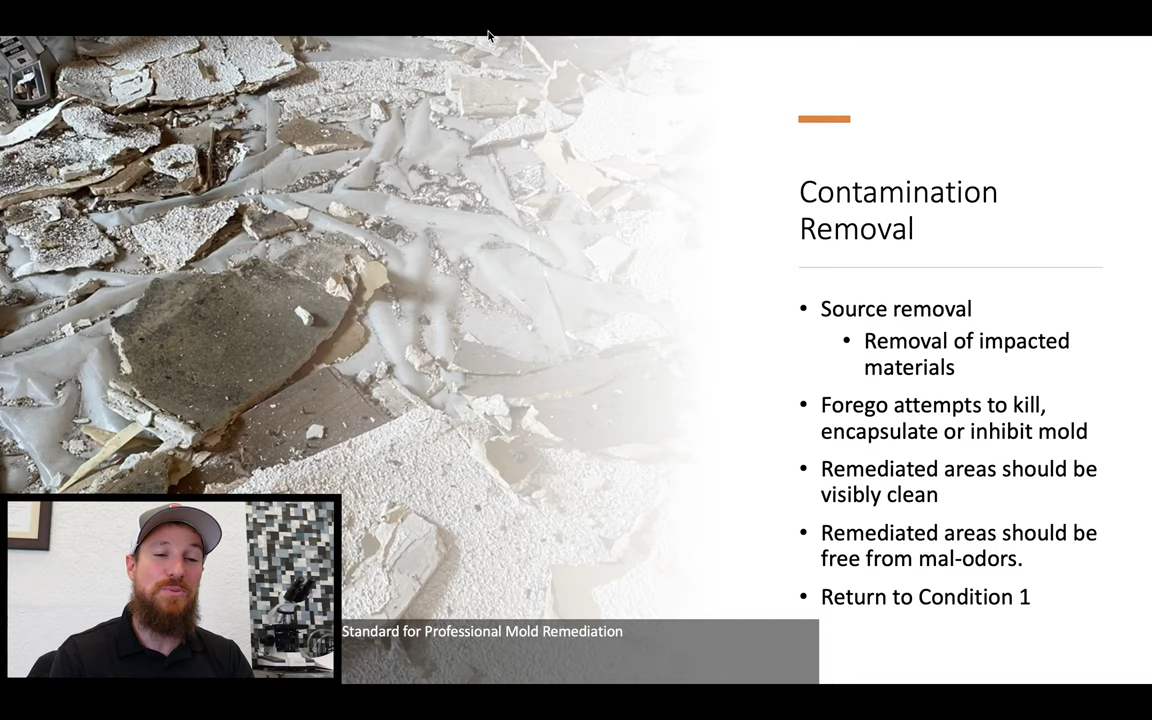 Contamination
Removal
• Source removal
• Removal of impacted
materials
• Forego attempts to kill,
encapsulate or inhibit mold
• Remediated areas should be
visibly clean
• Remediated areas should be
free from mal-odors.
• Return to Condition 1
Standard for Professional Mold Remediation